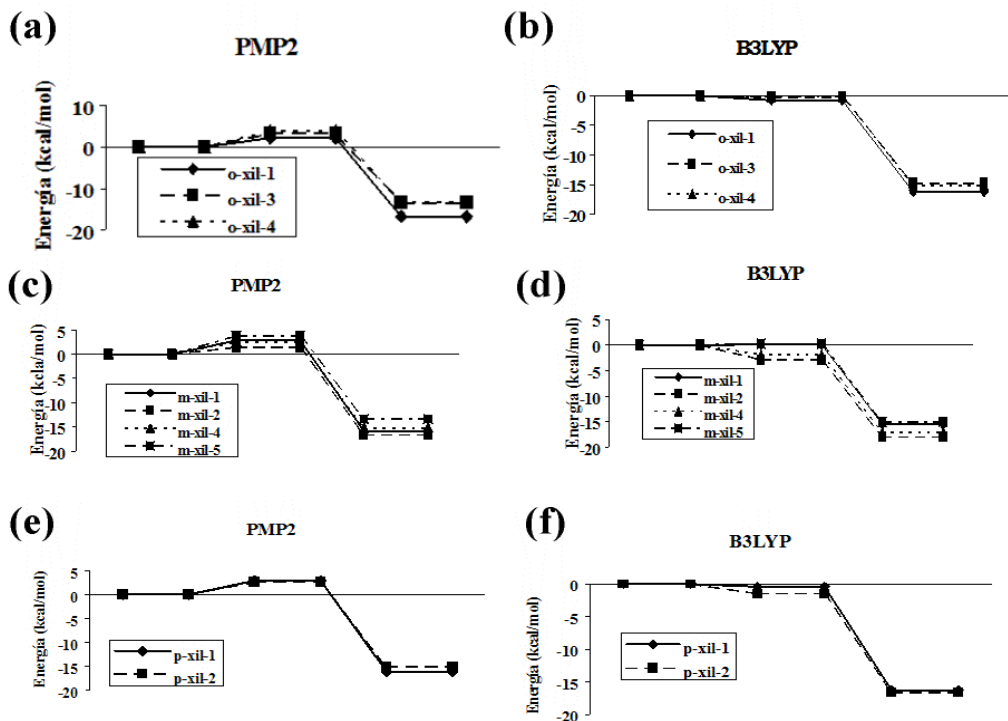 (a)
PMP2
Energía (kcal/mol)
10
0
-10
-20
o-xil-1
o-xil-3
o-xil-4
(b)
B3LYP
Energía (kcal/mol)
0
-5
-10
-15
-20
o-xil-1
o-xil-3
o-xil-4
(c)
PMP2
Energía (kclal/mol)
5
0
-5
-10
-15
-20
m-xil-1
m-xil-2
m-xil-4
m-xil-5
(d)
B3LYP
Energía (kcal/mol)
5
0
-5
-10
-15
-20
m-xil-1
m-xil-2
m-xil-4
m-xil-5
(e)
PMP2
Energía (kcal/mol)
5
0
-5
-10
-15
-20
p-xil-1
p-xil-2
(f)
B3LYP
Energía (kcal/mol)
0
-5
-10
-15
-20
p-xil-1
p-xil-2